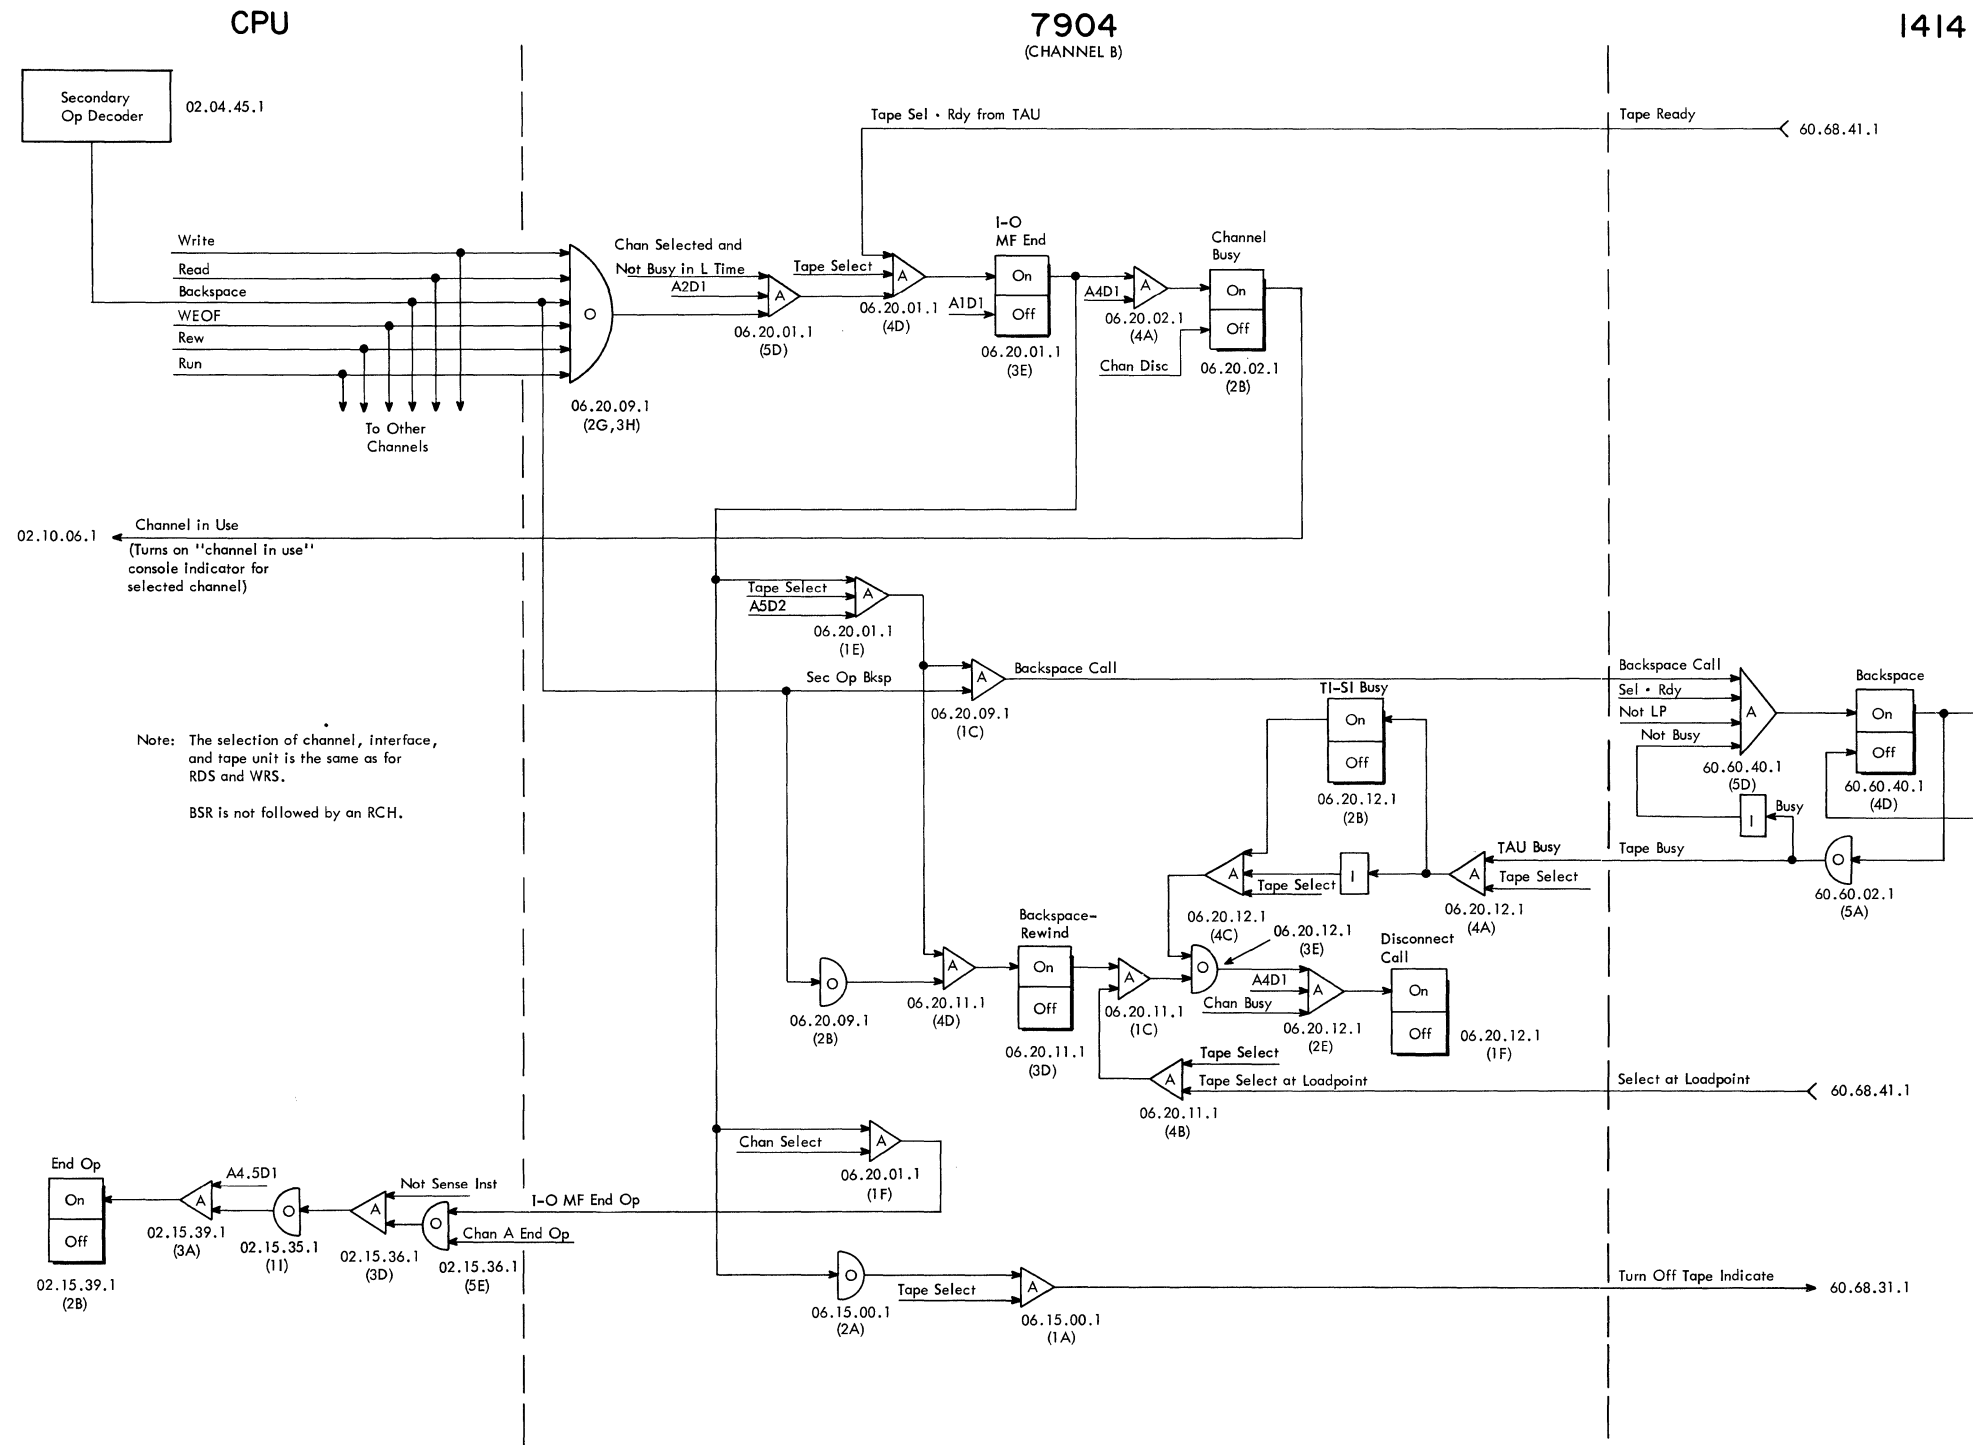 CPU
7904
(CHANNEL B)
1414
Secondary
Op Decoder
02.04.45.1
Tape Sel • Rdy from TAU
Tape Ready
60.68.41.1
Write
Read
Backspace
WEOF
Rew
Run
To Other
Channels
O
06.20.09.1
(2G,3H)
Chan Selected and
Not Busy in L Time
A2D1
A
06.20.01.1
(5D)
Tape Select
A
06.20.01.1
(4D)
I-O
MF End
On
Off
A1D1
06.20.01.1
(3E)
A4D1
A
06.20.02.1
(4A)
Channel
Busy
On
Off
Chan Disc
06.20.02.1
(2B)
02.10.06.1
Channel in Use
(Turns on "channel in use"
console indicator for
selected channel)
Tape Select
A5D2
A
06.20.01.1
(1E)
Sec Op Bksp
A
Backspace Call
06.20.09.1
(1C)
Backspace Call
Sel • Rdy
Not LP
Not Busy
A
60.60.40.1
(5D)
Backspace
On
Off
60.60.40.1
(4D)
I
Busy
Tape Busy
O
60.60.02.1
(5A)
TI-SI Busy
On
Off
06.20.12.1
(2B)
TAU Busy
Tape Select
A
06.20.12.1
(4A)
I
Tape Select
A
06.20.12.1
(4C)
Note: The selection of channel, interface,
and tape unit is the same as for
RDS and WRS.
BSR is not followed by an RCH.
O
06.20.09.1
(2B)
A
06.20.11.1
(4D)
Backspace-
Rewind
On
Off
06.20.11.1
(3D)
A
06.20.11.1
(1C)
O
06.20.12.1
(3E)
A4D1
Chan Busy
A
06.20.12.1
(2E)
Disconnect
Call
On
Off
06.20.12.1
(1F)
Tape Select
Tape Select at Loadpoint
A
06.20.11.1
(4B)
Select at Loadpoint
60.68.41.1
Chan Select
A
06.20.01.1
(1F)
End Op
On
Off
02.15.39.1
(2B)
A4.5D1
A
02.15.39.1
(3A)
O
02.15.35.1
(1I)
Not Sense Inst
A
02.15.36.1
(3D)
I-O MF End Op
Chan A End Op
O
02.15.36.1
(5E)
O
06.15.00.1
(2A)
Tape Select
A
06.15.00.1
(1A)
Turn Off Tape Indicate
60.68.31.1